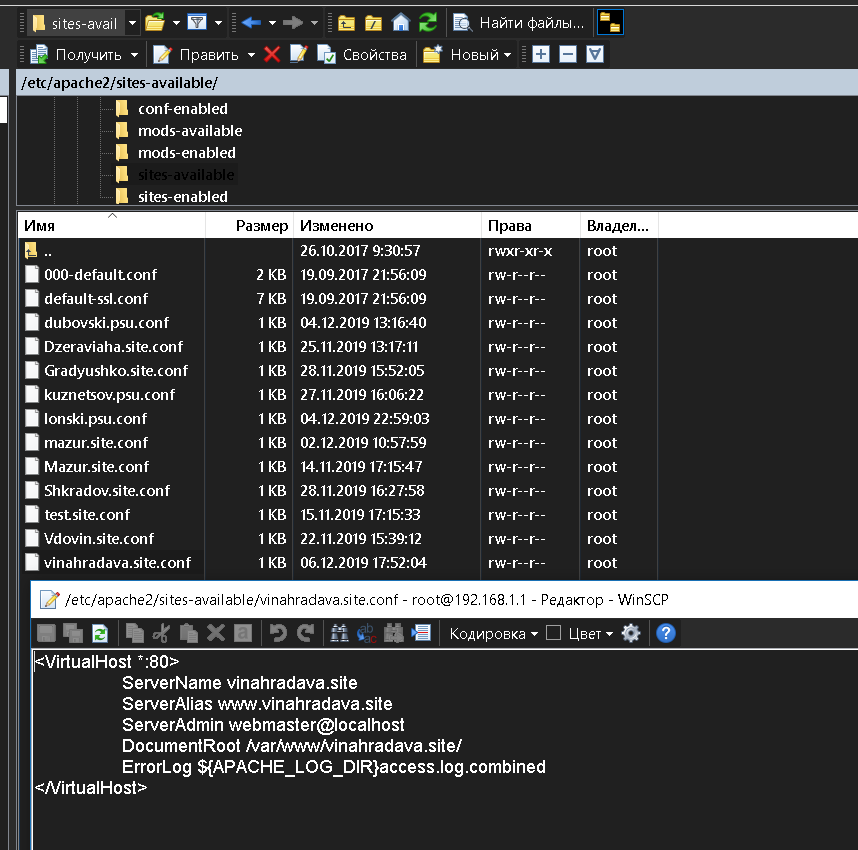 sites-avail
Найти файлы...
Получить
Править
Свойства
Новый
/etc/apache2/sites-available/
conf-enabled
mods-available
mods-enabled
sites-available
sites-enabled
Имя Размер Изменено Права Владел...
.. 26.10.2017 9:30:57 rwxr-xr-x root
000-default.conf 2 KB 19.09.2017 21:56:09 rw-r--r-- root
default-ssl.conf 7 KB 19.09.2017 21:56:09 rw-r--r-- root
dubovski.psu.conf 1 KB 04.12.2019 13:16:40 rw-r--r-- root
Dzeraviaha.site.conf 1 KB 25.11.2019 13:17:11 rw-r--r-- root
Gradyushko.site.conf 1 KB 28.11.2019 15:52:05 rw-r--r-- root
kuznetsov.psu.conf 1 KB 27.11.2019 16:06:22 rw-r--r-- root
lonski.psu.conf 1 KB 04.12.2019 22:59:03 rw-r--r-- root
mazur.site.conf 1 KB 02.12.2019 10:57:59 rw-r--r-- root
Mazur.site.conf 1 KB 14.11.2019 17:15:47 rw-r--r-- root
Shkradov.site.conf 1 KB 28.11.2019 16:27:58 rw-r--r-- root
test.site.conf 1 KB 15.11.2019 17:15:33 rw-r--r-- root
Vdovin.site.conf 1 KB 22.11.2019 15:39:12 rw-r--r-- root
vinahradava.site.conf 1 KB 06.12.2019 17:52:04 rw-r--r-- root
/etc/apache2/sites-available/vinahradava.site.conf - root@192.168.1.1 - Редактор - WinSCP
Кодировка Цвет
<VirtualHost *:80>
ServerName vinahradava.site
ServerAlias www.vinahradava.site
ServerAdmin webmaster@localhost
DocumentRoot /var/www/vinahradava.site/
ErrorLog ${APACHE_LOG_DIR}access.log.combined
</VirtualHost>